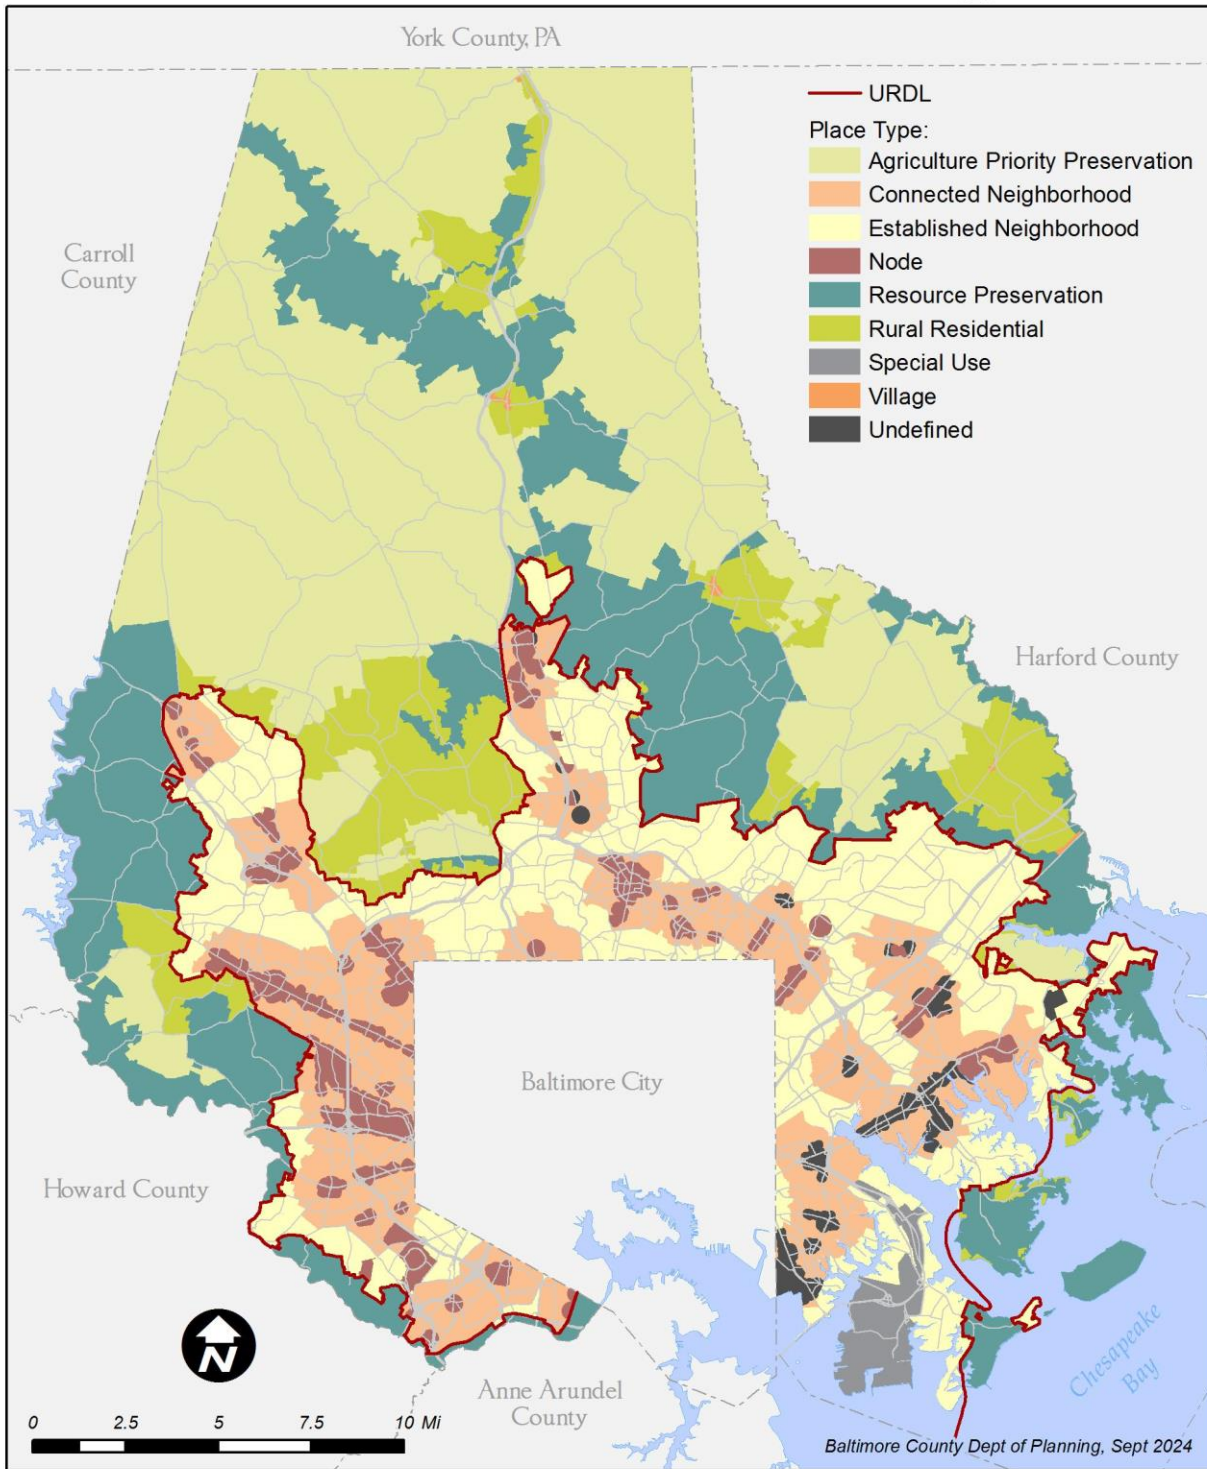 York County, PA
URDL
Place Type:
Agriculture Priority Preservation
Connected Neighborhood
Established Neighborhood
Node
Resource Preservation
Rural Residential
Special Use
Village
Undefined
Carroll
County
Harford County
Baltimore City
Howard County
Anne Arundel
County
Chesapeake
Bay
N
0 2.5 5 7.5 10 Mi
Baltimore County Dept of Planning, Sept 2024